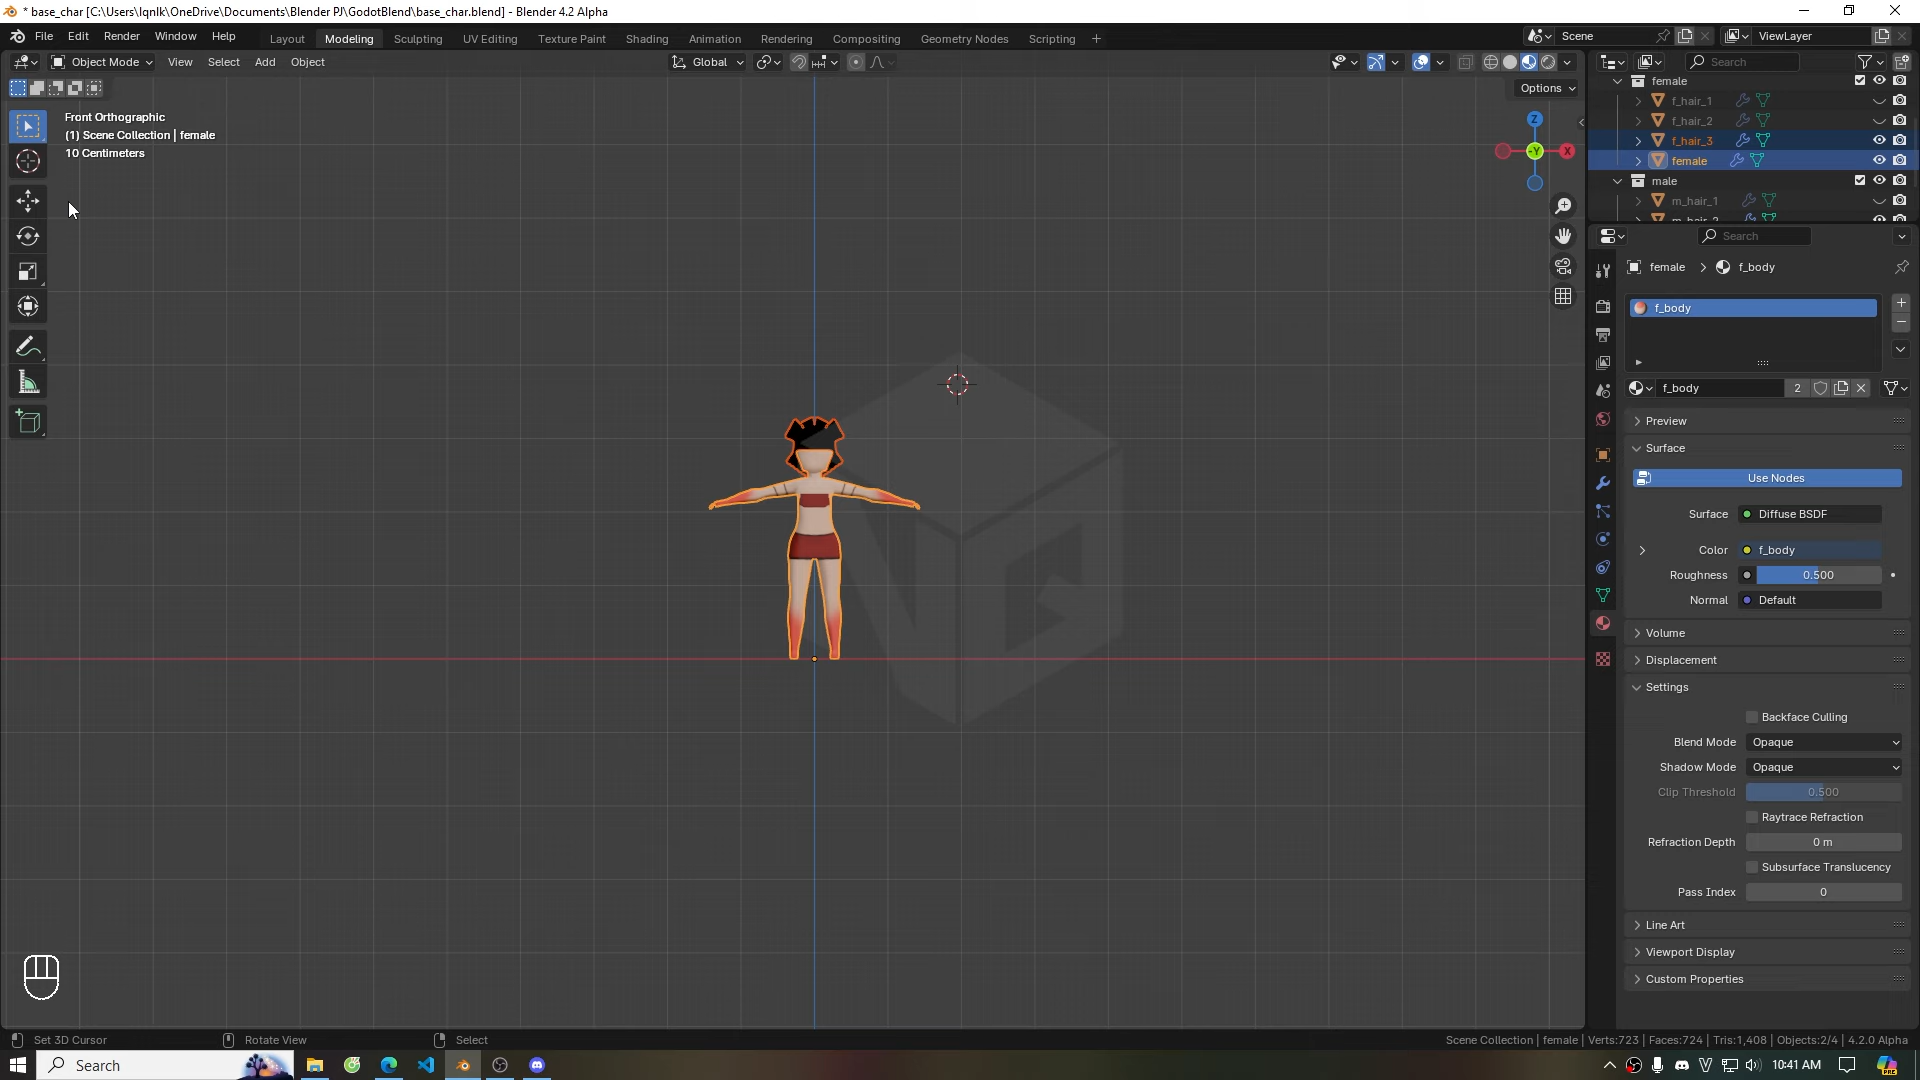 * base_char [C:\Users\Iqnlk\OneDrive\Documents\Blender PJ\GodotBlend\base_char.blend] - Blender 4.2 Alpha
File Edit Render Window Help
Layout Modeling Sculpting UV Editing Texture Paint Shading Animation Rendering Compositing Geometry Nodes Scripting +
Scene ViewLayer
Object Mode View Select Add Object
Global
Search
Options
Front Orthographic
(1) Scene Collection | female
10 Centimeters
Z
-Y
X
female
f_hair_1
f_hair_2
f_hair_3
female
male
m_hair_1
m_hair_2
Search
female > f_body
f_body
f_body 2
Preview
Surface
Use Nodes
Surface Diffuse BSDF
Color f_body
Roughness 0.500
Normal Default
Volume
Displacement
Settings
Backface Culling
Blend Mode Opaque
Shadow Mode Opaque
Clip Threshold 0.500
Raytrace Refraction
Refraction Depth 0 m
Subsurface Translucency
Pass Index 0
Line Art
Viewport Display
Custom Properties
Set 3D Cursor Rotate View Select
Scene Collection | female | Verts:723 | Faces:724 | Tris:1,408 | Objects:2/4 | 4.2.0 Alpha
Search
10:41 AM
PRE